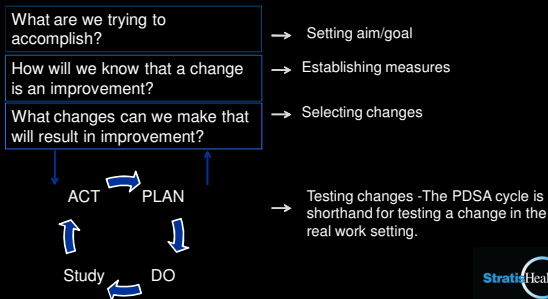 What are we trying to
accomplish?
Setting aim/goal
How will we know that a change
is an improvement?
Establishing measures
What changes can we make that
will result in improvement?
Selecting changes
ACT PLAN
Study DO
Testing changes -The PDSA cycle is
shorthand for testing a change in the
real work setting.
StratisHeal